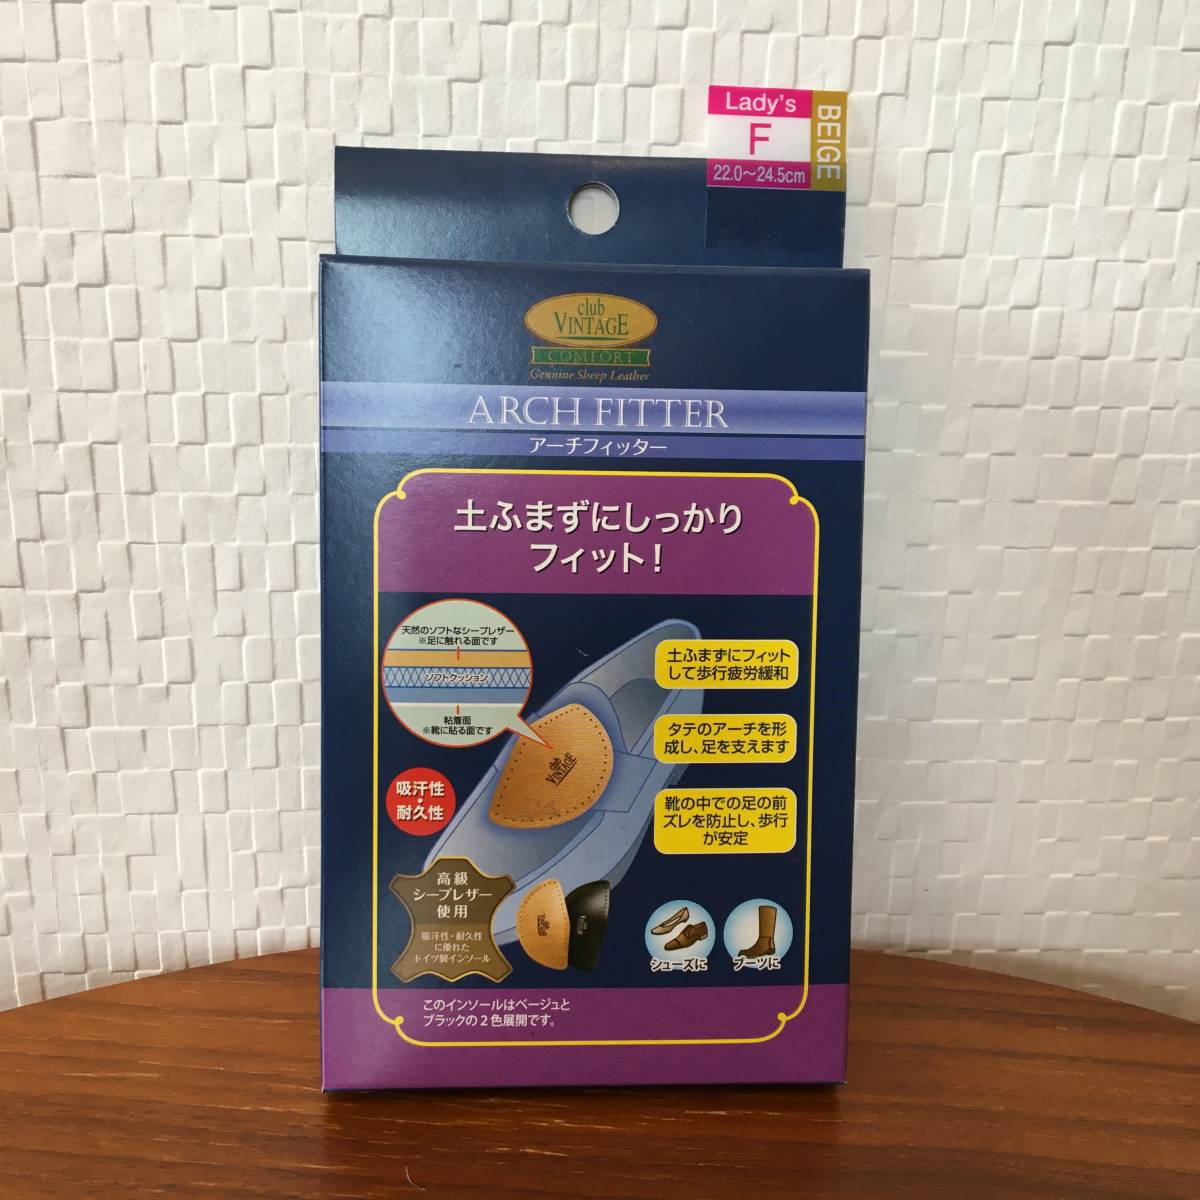 Lady's
F
22.0～24.5cm
BEIGE
club
VINTAGE
COMFORT
Genuine Sheep Leather
ARCH FITTER
アーチフィッター
土ふまずにしっかり
フィット!
天然のソフトなシープレザー
※足に触れる面です
ソフトクッション
粘着面
※靴に貼る面です
club
VINTAGE
土ふまずにフィット
して歩行疲労緩和
タテのアーチを形
成し、足を支えます
靴の中での足の前
ズレを防止し、歩行
が安定
吸汗性・
耐久性
高級
シープレザー
使用
吸汗性・耐久性
に優れた
ドイツ製インソール
シューズに
ブーツに
このインソールはベージュと
ブラックの2色展開です。